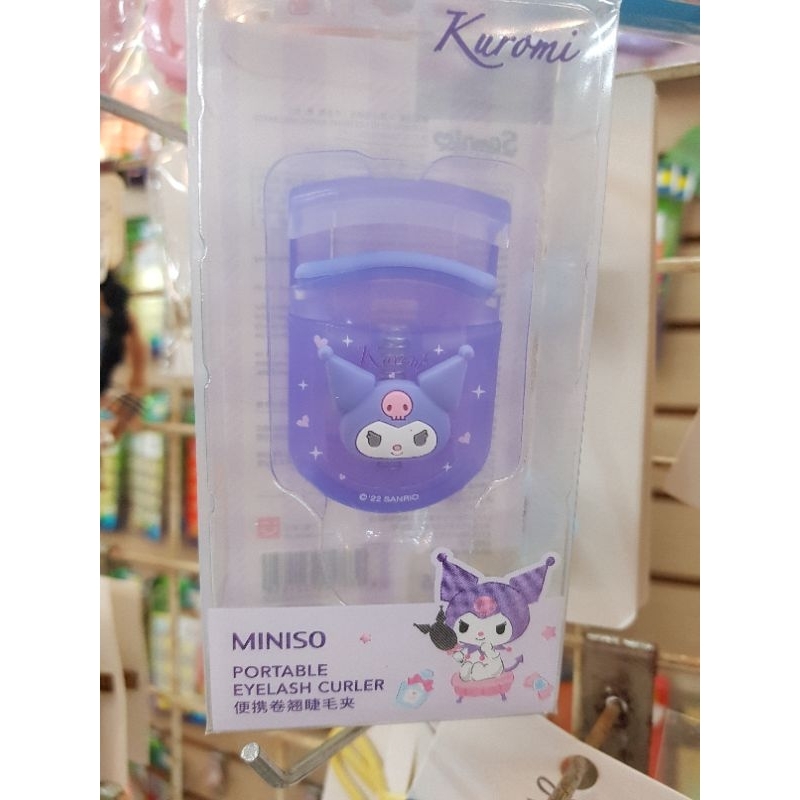 Kuromi
Sanrio
Kuromi
© '22 SANRIO
MINISO
PORTABLE
EYELASH CURLER
便携卷翘睫毛夹